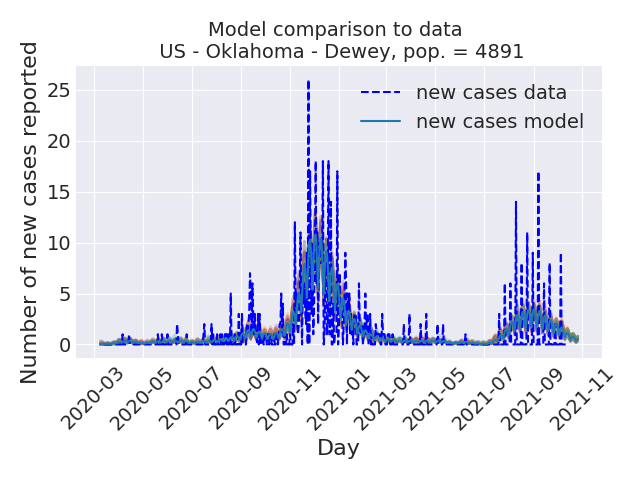 Model comparison to data
US - Oklahoma - Dewey, pop. = 4891
Number of new cases reported
25
20
15
10
5
0
new cases data
new cases model
2020-03
2020-05
2020-07
2020-09
2020-11
2021-01
2021-03
2021-05
2021-07
2021-09
2021-11
Day